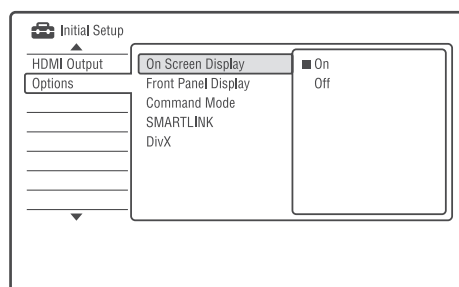 Initial Setup
HDMI Output
Options
On Screen Display
Front Panel Display
Command Mode
SMARTLINK
DivX
On
Off